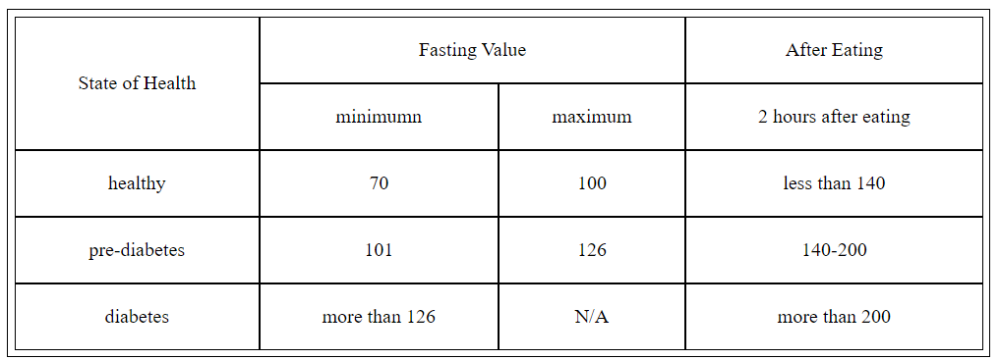 State of Health
Fasting Value
After Eating
minimumn
maximum
2 hours after eating
healthy
70
100
less than 140
pre-diabetes
101
126
140-200
diabetes
more than 126
N/A
more than 200